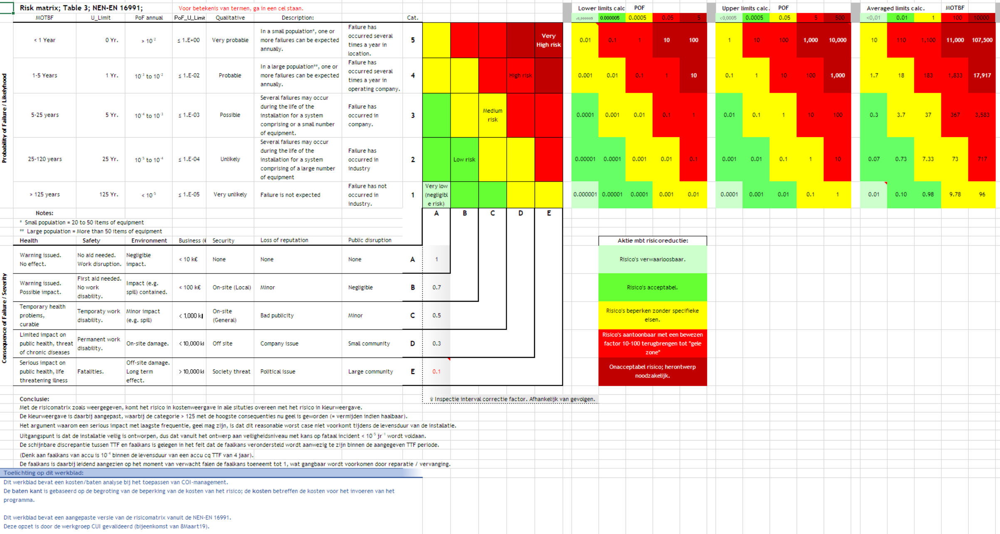 Risk matrix; Table 3; NEN-EN 16991; Voor betekenis van termen, ga in een cel staan. Lower limits calc POF Upper limits calc. POF Averaged limits calc. MOTBF
MOTBF U_Limit PoF annual PoF_U_Limit Qualitative Description: Cat. <0,000005 0.000005 0.0005 0.05 5 <0,0005 0.0005 0.05 5 500 <0,01 0.01 1 100 10000
Probability of Failure / Likelyhood
< 1 Year 0 Yr. > 10⁻² ≤ 1.E+00 Very probable
In a small population*, one or
more failures can be expected
annually.
Failure has
occurred several
times a year in
location.
5
Very
High risk
0.01 0.1 1 10 100 1 10 100 1,000 10,000 10 110 1,100 11,000 107,500
1-5 Years 1 Yr. 10⁻³ to 10⁻² ≤ 1.E-02 Probable
In a large population**, one or
more failures can be expected
annually.
Failure has
occurred several
times a year in
operating company.
4
High risk
0.001 0.01 0.1 1 10 0.1 1 10 100 1,000 1.7 18 183 1,833 17,917
5-25 years 5 Yr. 10⁻⁴ to 10⁻³ ≤ 1.E-03 Possible
Several failures may occur
during the life of the
installation for a system
comprising or a small number
of equipment.
Failure has
occurred in
company.
3
Medium
risk
0.0001 0.001 0.01 0.1 1 0.01 0.1 1 10 100 0.3 3.7 37 367 3,583
25-120 years 25 Yr. 10⁻⁵ to 10⁻⁴ ≤ 1.E-04 Unlikely
Several failures may occur
during the life of the
installation for a system
comprising of a large number
of equipment
Failure has
occurred in
industry
2
Low risk
0.00001 0.0001 0.001 0.01 0.1 0.001 0.01 0.1 1 10 0.07 0.73 7.33 73 717
> 125 years 125 Yr. < 10⁻⁵ ≤ 1.E-05 Very unlikely Failure is not expected
Failure has not
occurred in
industry.
1
Very low
(negligibl
e risk)
0.000001 0.00001 0.0001 0.001 0.01 0.0001 0.001 0.01 0.1 1 0.01 0.10 0.98 9.78 96
Notes: A B C D E
* Small population = 20 to 50 items of equipment
** Large population = More than 50 items of equipment
Health Safety Environment Business (€ Security Loss of reputation Public disruption
Consequence of Failure / Severity
Warning issued.
No effect.
No aid needed.
Work disruption.
Negligible
impact.
< 10 k€ None None None A 1
Warning issued.
Possible impact.
First aid needed.
No work
disability.
Impact (e.g.
spill) contained.
< 100 k€ On-site (Local) Minor Negligible B 0.7
Temporary health
problems,
curable
Temporaty work
disability.
Minor impact
(e.g. spill)
< 1,000 k
On-site
(General)
Bad publicity Minor C 0.5
Limited impact on
public health, threat
of chronic diseases
Permanent work
disability.
On-site damage. < 10,000 k Off site Company issue Small community D 0.3
Serious impact on
public health, life
threatening illness
Fatalities.
Off-site damage.
Long term
effect.
> 10,000 k Society threat Political issue Large community E 0.1
Aktie mbt risicoreductie:
Risico's verwaarloosbaar.
Risico's acceptabel.
Risico's beperken zonder specifieke
eisen.
Risico's aantoonbaar met een bewezen
factor 10-100 terugbrengen tot "gele
zone"
Onacceptabel risico; herontwerp
noodzakelijk.
⇧ Inspectie interval correctie factor. Afhankelijk van gevolgen.
Conclusie:
Met de risicomatrix zoals weergegeven, komt het risico in kostenweergave in alle situties overeen met het risico in kleurweergave.
De kleurweergave is daarbij aangepast, waarbij de categorie > 125 met de hoogste consequenties nu geel is geworden (= vermijden indien haalbaar).
Het argument waarom een serious impact met laagste frequentie, geel mag zijn, is dat dit reasonable worst case niet voorkomt tijdens de levensduur van de installatie.
Uitgangspunt is dat de installatie veilig is ontworpen, dus dat vanuit het ontwerp aan veiligheidsniveau met kans op fataal incident < 10⁻⁵ jr⁻¹ wordt voldaan.
De schijnbare discrepantie tussen TTF en faalkans is gelegen in het feit dat de faalkans verondersteld wordt aanwezig te zijn binnen de aangegeven TTF periode.
(Denk aan faalkans van accu is 10⁻⁴ binnen de levensduur van een accu cq TTF van 4 jaar).
De faalkans is daarbij leidend aangezien op het moment van verwacht falen de faalkans toeneemt tot 1, wat gangbaar wordt voorkomen door reparatie / vervanging.
Toelichting op dit werkblad:
Dit werkblad bevat een kosten/baten analyse bij het toepassen van COI-management.
De baten kant is gebaseerd op de begroting van de beperking van de kosten van het risico; de kosten betreffen de kosten voor het invoeren van het
programma.
Dit werkblad bevat een aangepaste versie van de risicomatrix vanuit de NEN-EN 16991.
Deze opzet is door de werkgroep CUI gevalideerd (bijeenkomst van 8Maart19).